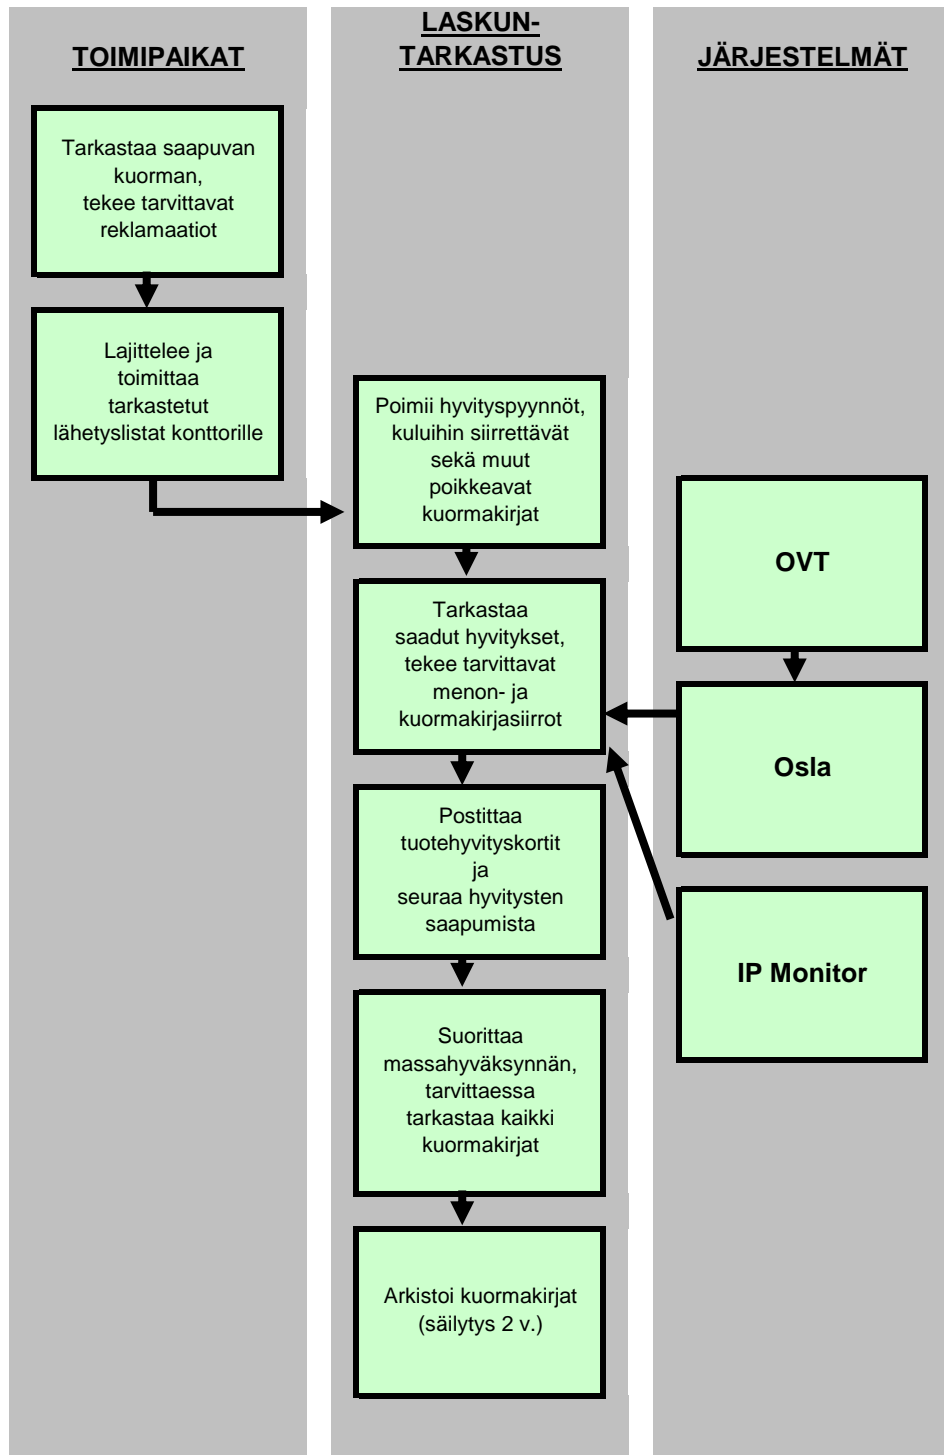 TOIMIPAIKAT
LASKUN-
TARKASTUS
JÄRJESTELMÄT
Tarkastaa saapuvan
kuorman,
tekee tarvittavat
reklamaatiot
Lajittelee ja
toimittaa
tarkastetut
lähetyslistat konttorille
Poimii hyvityspyynnöt,
kuluihin siirrettävät
sekä muut
poikkeavat
kuormakirjat
Tarkastaa
saadut hyvitykset,
tekee tarvittavat
menon- ja
kuormakirjasiirrot
Postittaa
tuotehyvityskortit
ja
seuraa hyvitysten
saapumista
Suorittaa
massahyväksynnän,
tarvittaessa
tarkastaa kaikki
kuormakirjat
Arkistoi kuormakirjat
(säilytys 2 v.)
OVT
Osla
IP Monitor